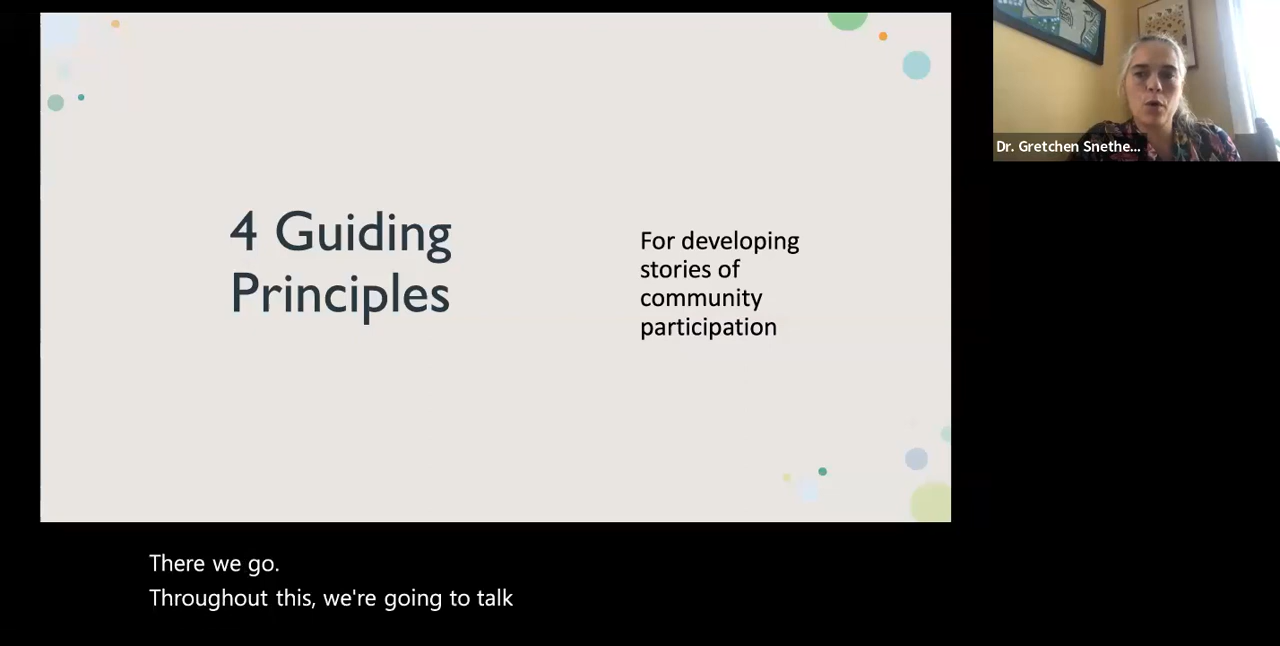 4 Guiding
Principles
For developing
stories of
community
participation
Dr. Gretchen Snethe...
There we go.
Throughout this, we're going to talk